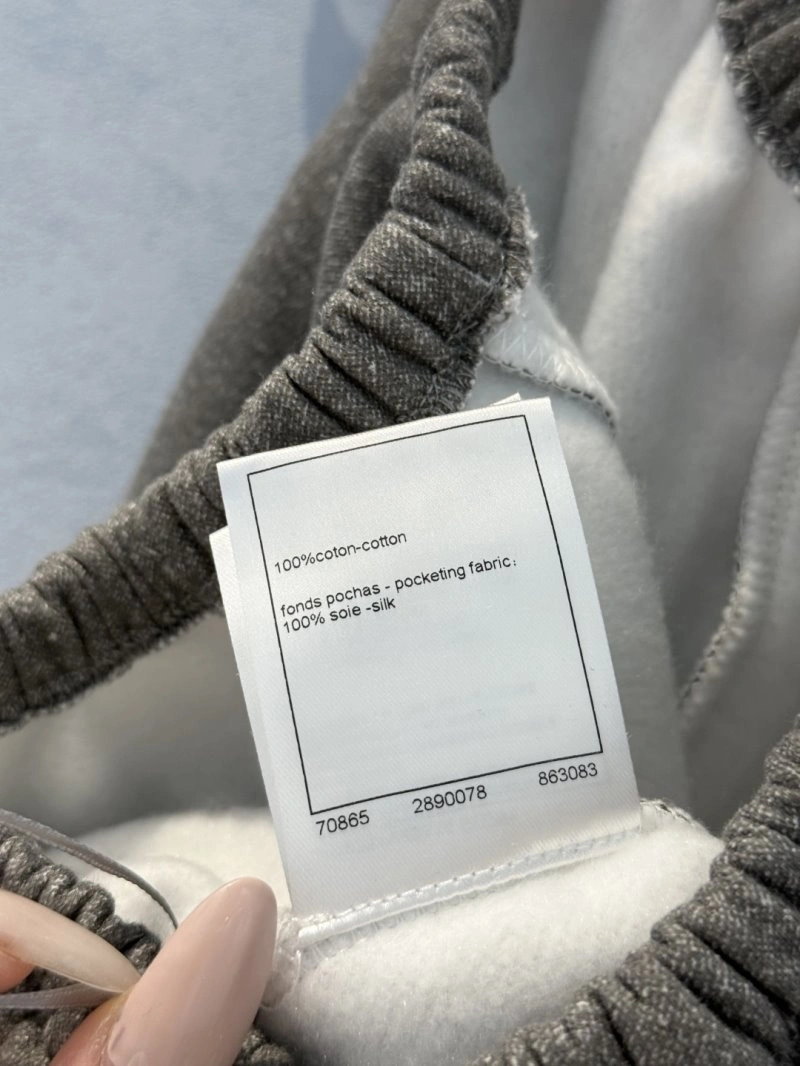 100%coton-cotton
fonds pochas - pocketing fabric:
100% soie -silk
70865 2890078 863083